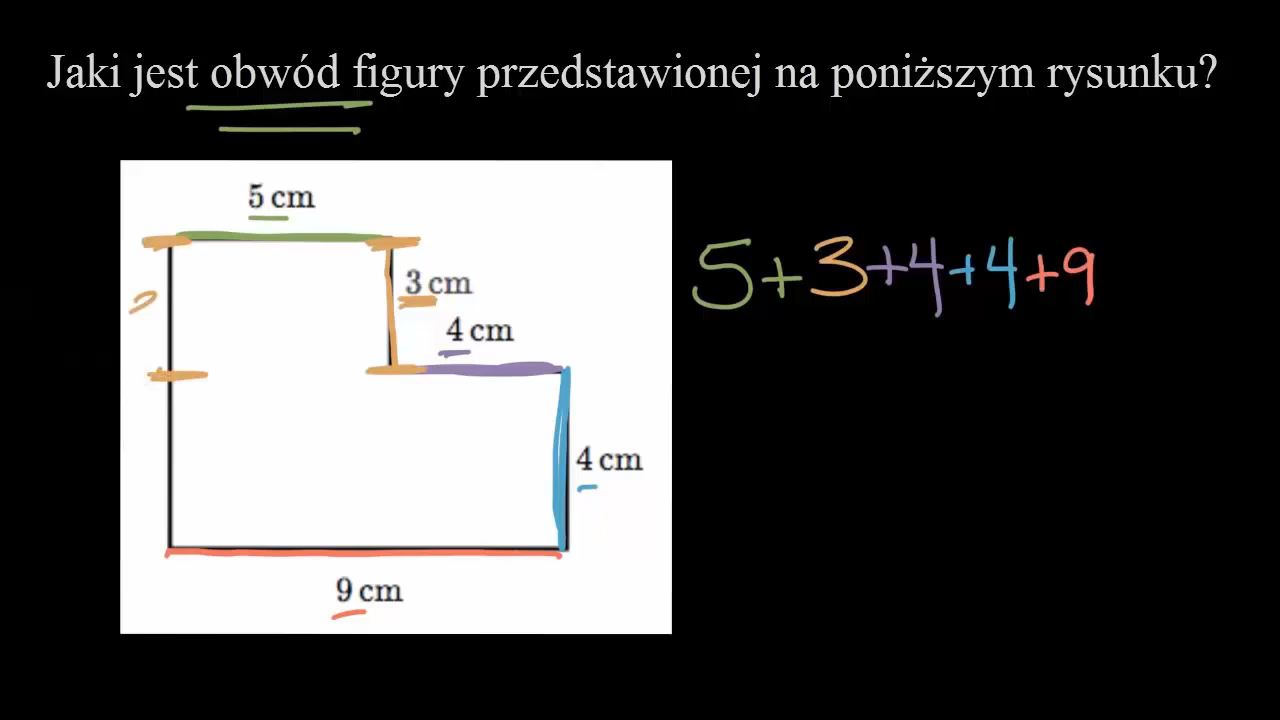 Jaki jest obwód figury przedstawionej na poniższym rysunku?
5 cm
5+3+4+4+9
3 cm
4 cm
4 cm
9 cm